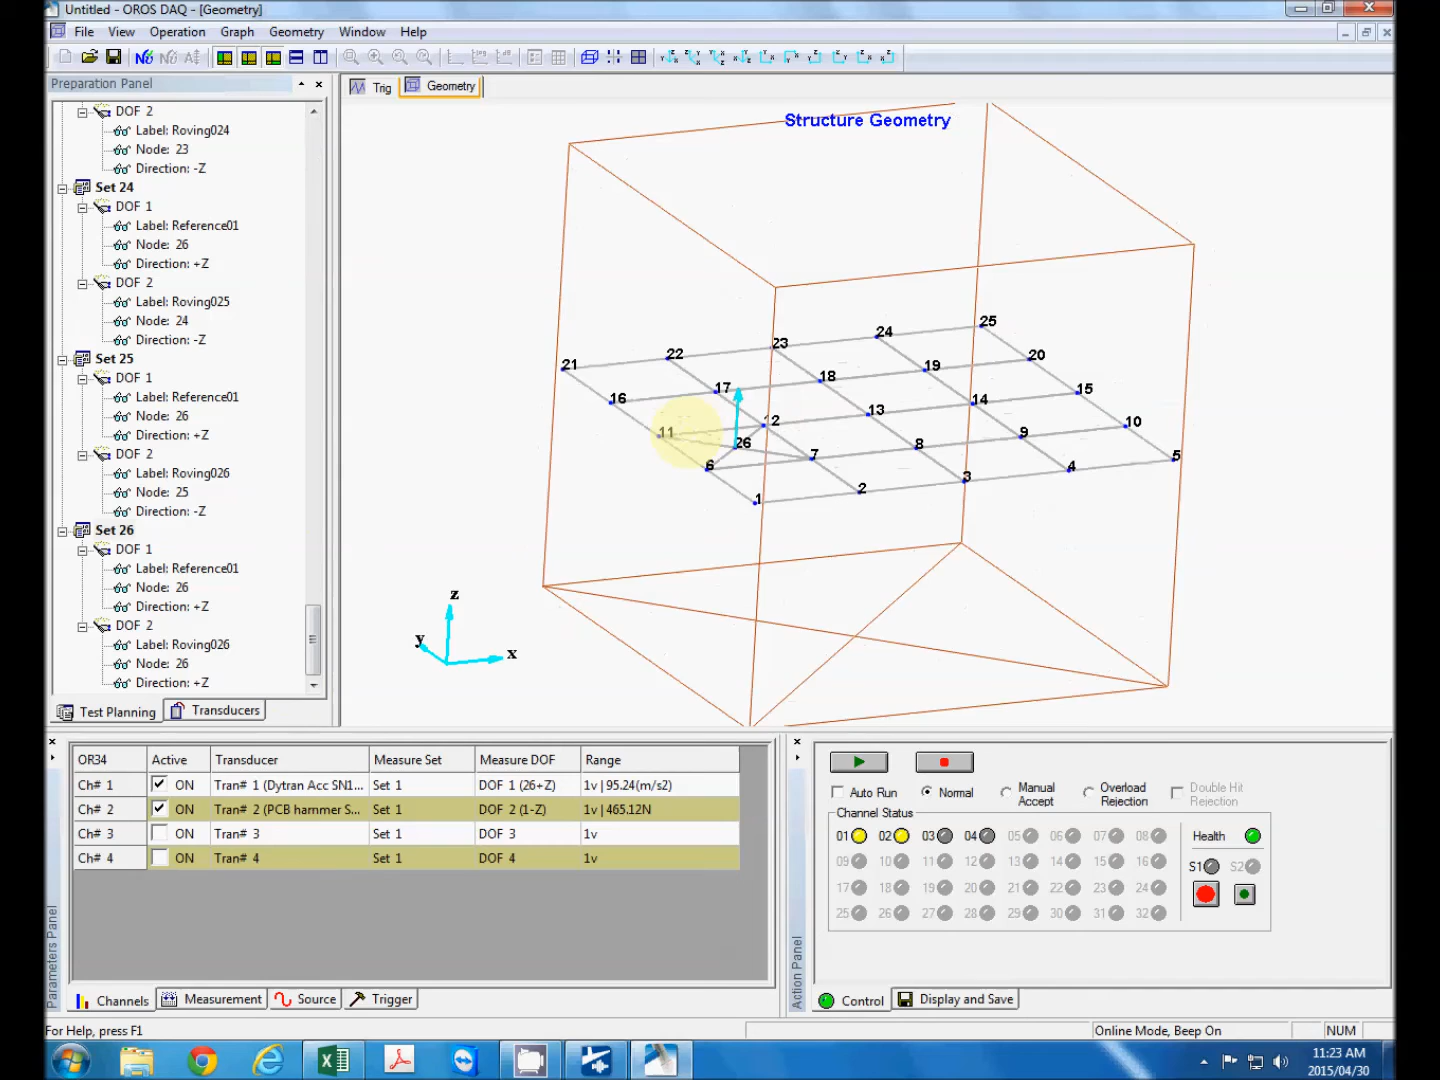 Untitled - OROS DAQ - [Geometry]
File View Operation Graph Geometry Window Help
Preparation Panel
DOF 2
Label: Roving024
Node: 23
Direction: -Z
Set 24
DOF 1
Label: Reference01
Node: 26
Direction: +Z
DOF 2
Label: Roving025
Node: 24
Direction: -Z
Set 25
DOF 1
Label: Reference01
Node: 26
Direction: +Z
DOF 2
Label: Roving026
Node: 25
Direction: -Z
Set 26
DOF 1
Label: Reference01
Node: 26
Direction: +Z
DOF 2
Label: Roving026
Node: 26
Direction: +Z
Test Planning Transducers
Trig Geometry
Structure Geometry
21 22 23 24 25
16 17 18 19 20
11 12 13 14 15
26
6 7 8 9 10
1 2 3 4 5
z
y
x
OR34 Active Transducer Measure Set Measure DOF Range
Ch# 1 ON Tran# 1 (Dytran Acc SN1... Set 1 DOF 1 (26+Z) 1v | 95.24(m/s2)
Ch# 2 ON Tran# 2 (PCB hammer S... Set 1 DOF 2 (1-Z) 1v | 465.12N
Ch# 3 ON Tran# 3 Set 1 DOF 3 1v
Ch# 4 ON Tran# 4 Set 1 DOF 4 1v
Parameters Panel
Channels Measurement Source Trigger
Auto Run Normal Manual Accept Overload Rejection Double Hit Rejection
Channel Status
01 02 03 04 05 06 07 08
09 10 11 12 13 14 15 16
17 18 19 20 21 22 23 24
25 26 27 28 29 30 31 32
Health
S1 S2
Action Panel
Control Display and Save
For Help, press F1
Online Mode, Beep On NUM
11:23 AM
2015/04/30